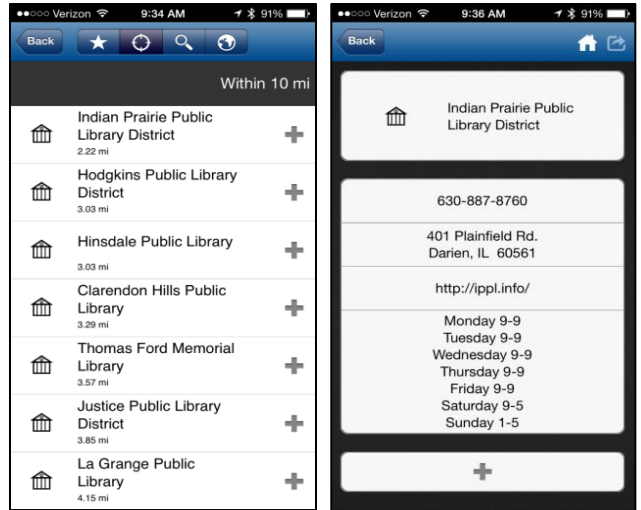 Verizon 9:34 AM 91%
Back
Within 10 mi
Indian Prairie Public
Library District
2.22 mi
Hodgkins Public Library
District
3.03 mi
Hinsdale Public Library
3.03 mi
Clarendon Hills Public
Library
3.29 mi
Thomas Ford Memorial
Library
3.57 mi
Justice Public Library
District
3.85 mi
La Grange Public
Library
4.15 mi
Verizon 9:36 AM 91%
Back
Indian Prairie Public
Library District
630-887-8760
401 Plainfield Rd.
Darien, IL 60561
http://ippl.info/
Monday 9-9
Tuesday 9-9
Wednesday 9-9
Thursday 9-9
Friday 9-9
Saturday 9-5
Sunday 1-5